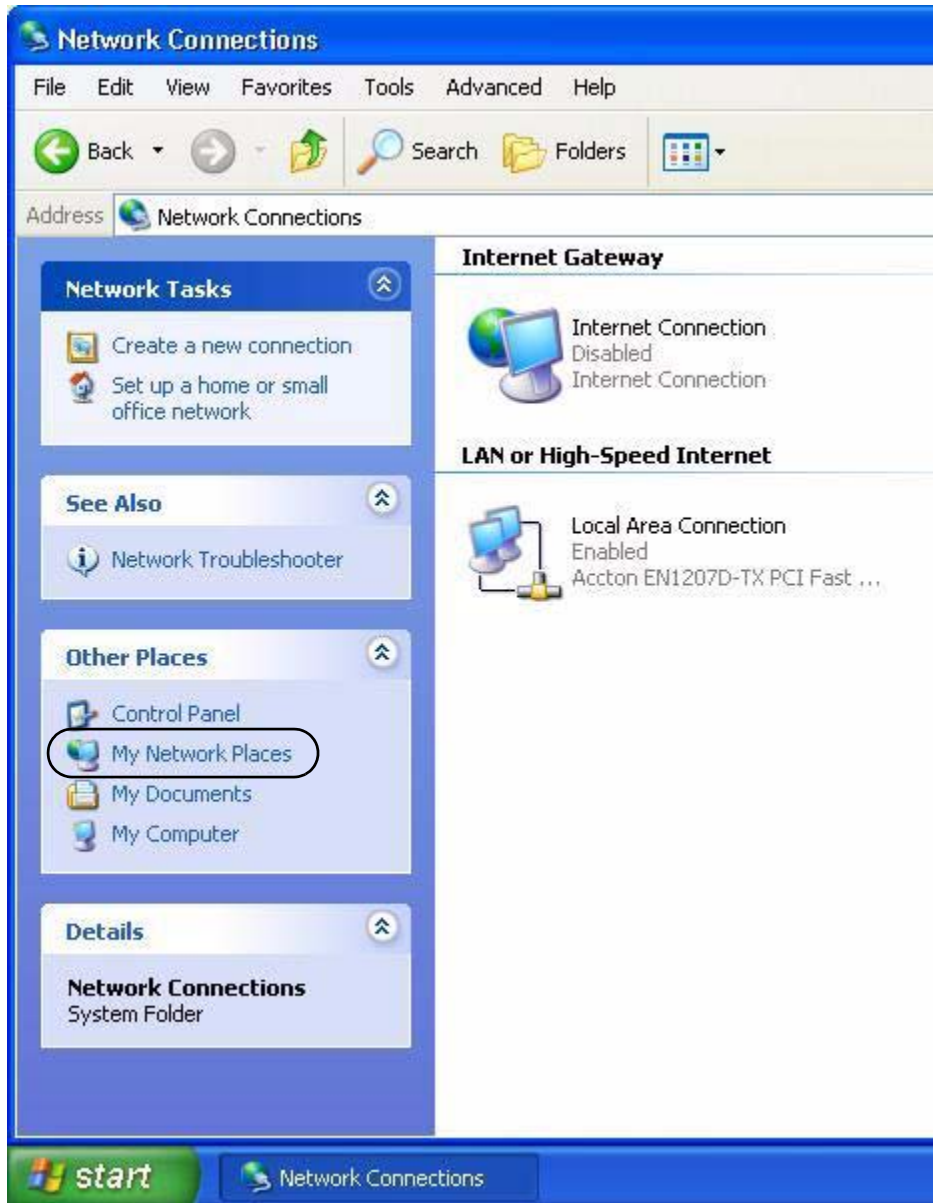 Network Connections
File Edit View Favorites Tools Advanced Help
Back Search Folders
Address Network Connections
Network Tasks
Create a new connection
Set up a home or small
office network
See Also
Network Troubleshooter
Other Places
Control Panel
My Network Places
My Documents
My Computer
Details
Network Connections
System Folder
Internet Gateway
Internet Connection
Disabled
Internet Connection
LAN or High-Speed Internet
Local Area Connection
Enabled
Accton EN1207D-TX PCI Fast ...
start Network Connections